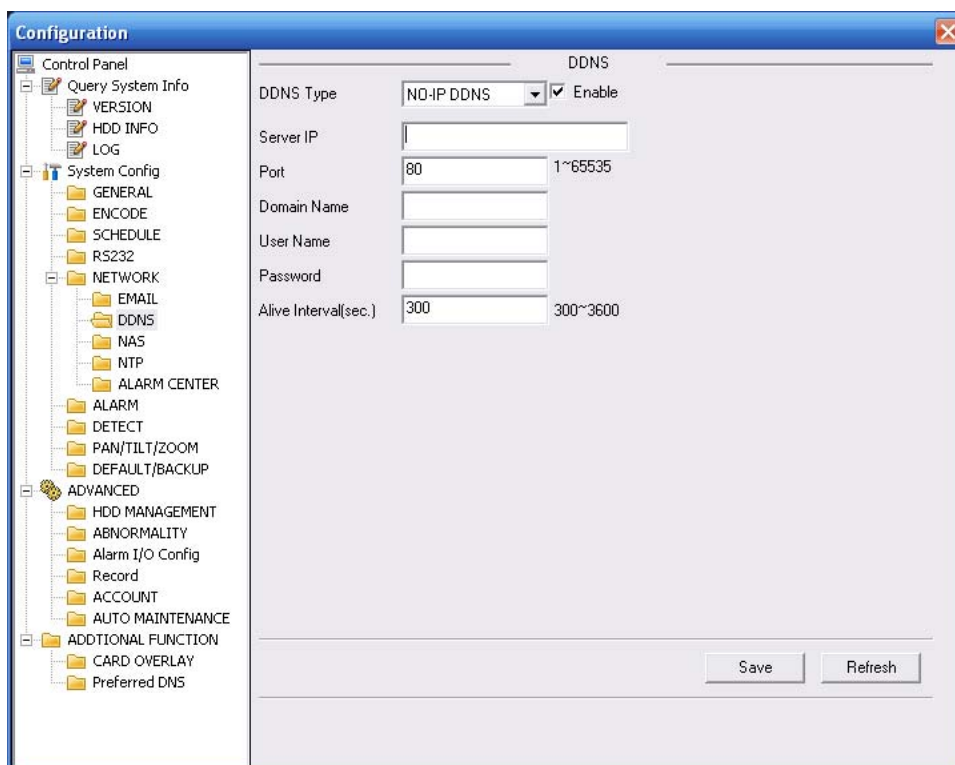 Configuration
Control Panel
Query System Info
VERSION
HDD INFO
LOG
System Config
GENERAL
ENCODE
SCHEDULE
RS232
NETWORK
EMAIL
DDNS
NAS
NTP
ALARM CENTER
ALARM
DETECT
PAN/TILT/ZOOM
DEFAULT/BACKUP
ADVANCED
HDD MANAGEMENT
ABNORMALITY
Alarm I/O Config
Record
ACCOUNT
AUTO MAINTENANCE
ADDTIONAL FUNCTION
CARD OVERLAY
Preferred DNS
DDNS
DDNS Type NO-IP DDNS Enable
Server IP
Port 80 1~65535
Domain Name
User Name
Password
Alive Interval(sec.) 300 300~3600
Save Refresh